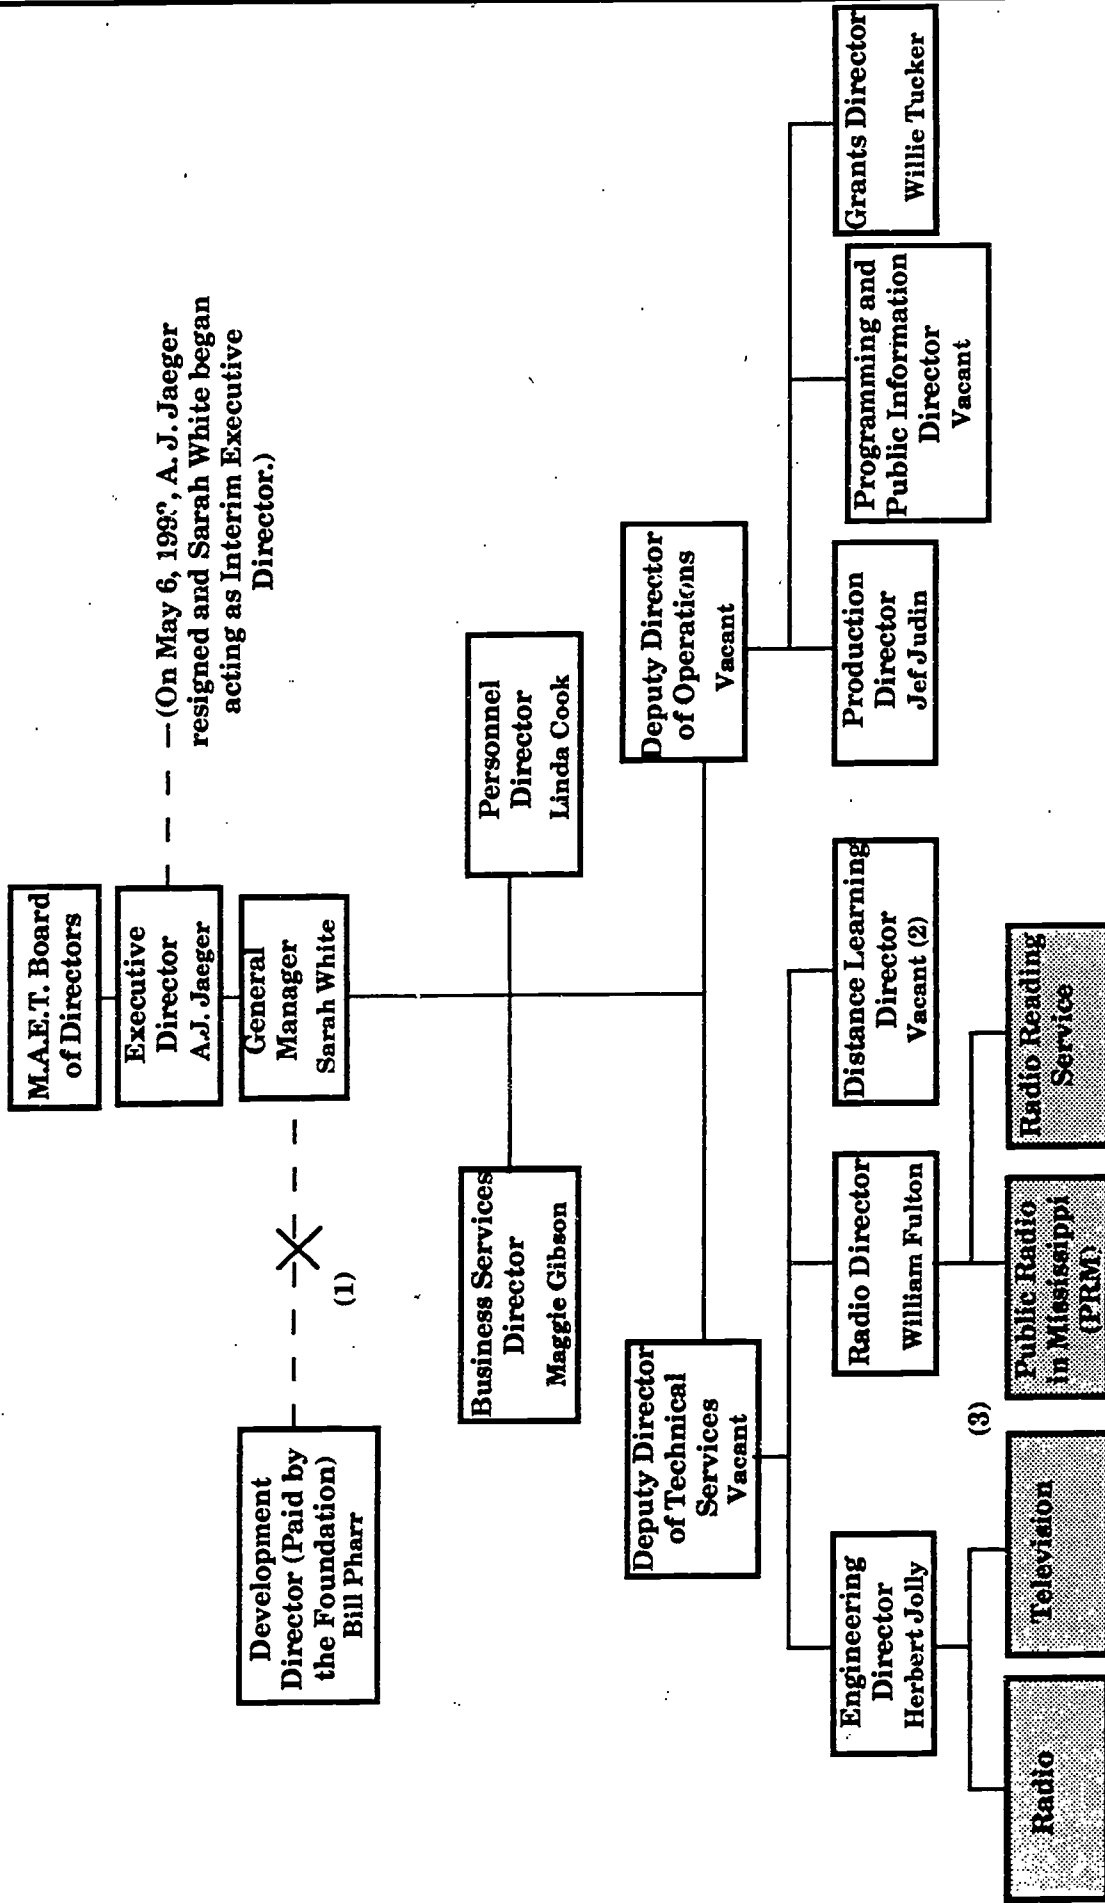 M.A.E.T. Board
of Directors
Executive
Director
A.J. Jaeger
(On May 6, 199?, A. J. Jaeger
resigned and Sarah White began
acting as Interim Executive
Director.)
General
Manager
Sarah White
Development
Director (Paid by
the Foundation)
Bill Pharr
(1)
Business Services
Director
Maggie Gibson
Personnel
Director
Linda Cook
Deputy Director
of Technical
Services
Vacant
Deputy Director
of Operations
Vacant
Engineering
Director
Herbert Jolly
Radio Director
William Fulton
Distance Learning
Director
Vacant (2)
Production
Director
Jef Judin
Programming and
Public Information
Director
Vacant
Grants Director
Willie Tucker
(3)
Radio
Television
Public Radio
in Mississippi
(PRM)
Radio Reading
Service